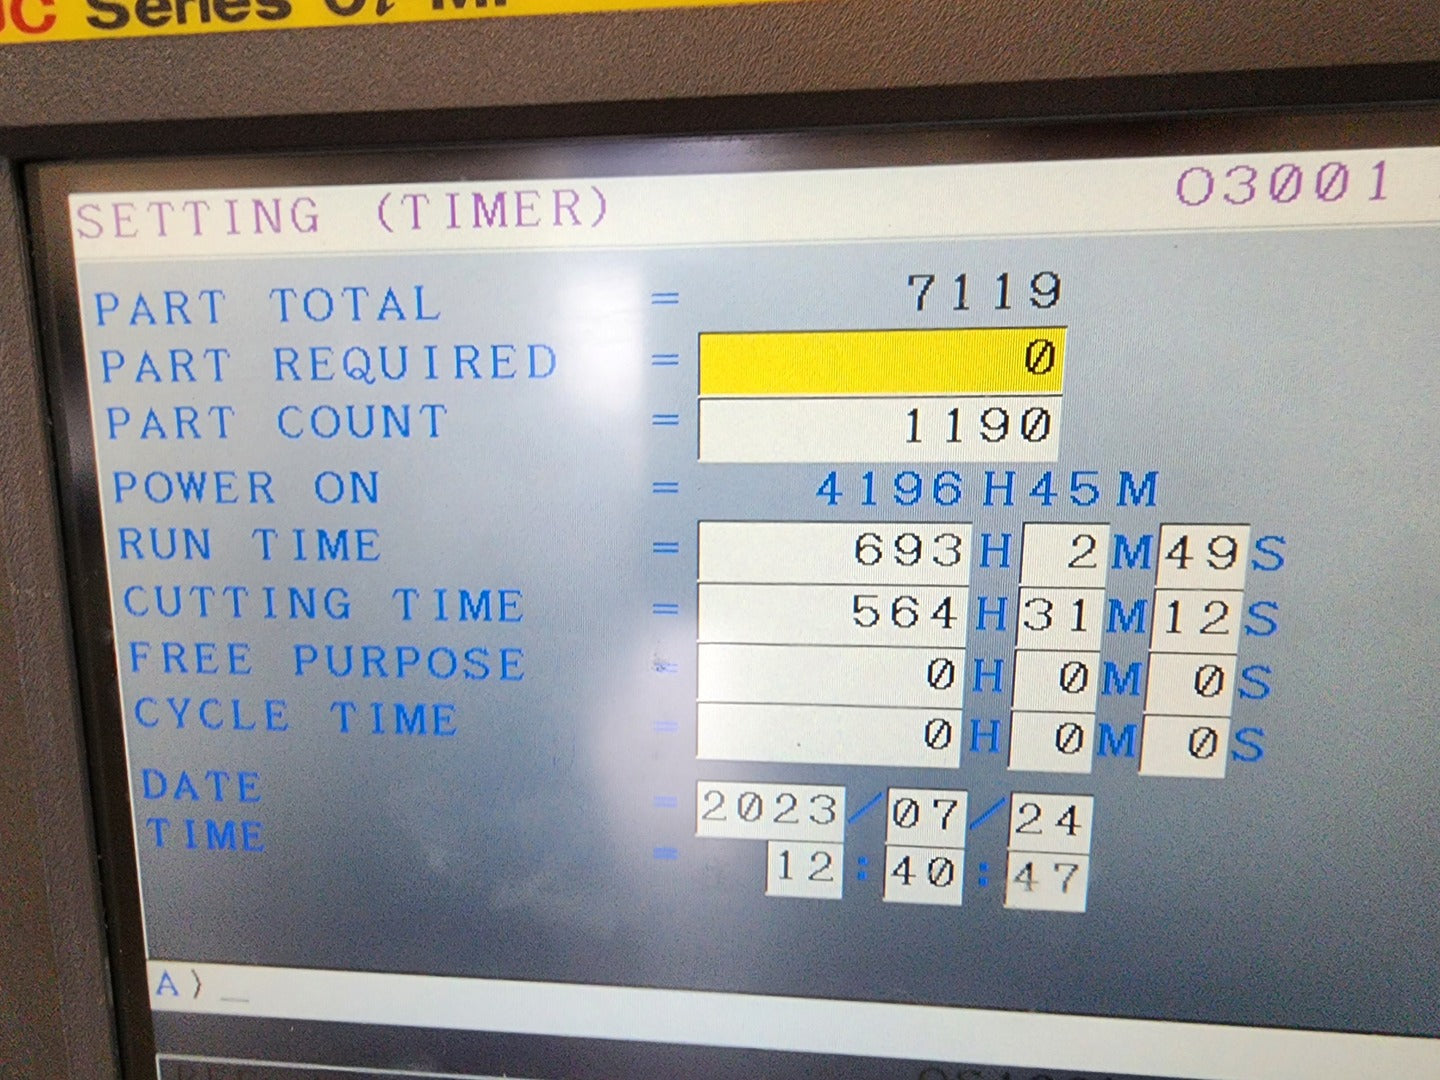 Series 0i
SETTING (TIMER) O3001
PART TOTAL = 7119
PART REQUIRED = 0
PART COUNT = 1190
POWER ON = 4196H45M
RUN TIME = 693H 2M49S
CUTTING TIME = 564H31M12S
FREE PURPOSE = 0H 0M 0S
CYCLE TIME = 0H 0M 0S
DATE = 2023/07/24
TIME = 12:40:47
A)_